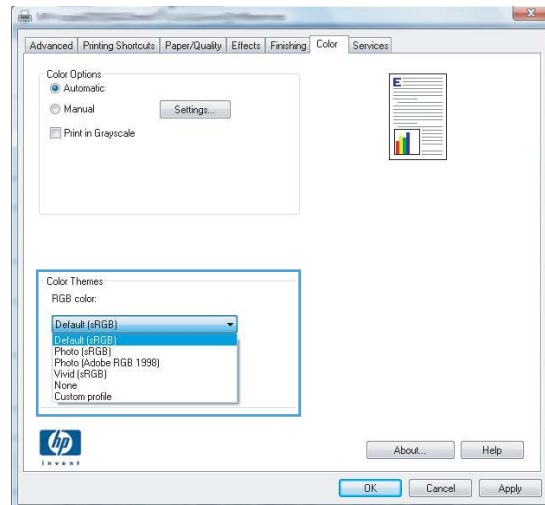 Advanced Printing Shortcuts Paper/Quality Effects Finishing Color Services
Color Options
Automatic
Manual Settings...
Print in Grayscale
E
Color Themes
RGB color:
Default (sRGB)
Default (sRGB)
Photo (sRGB)
Photo (Adobe RGB 1998)
Vivid (sRGB)
None
Custom profile
hp
invent
About... Help
OK Cancel Apply